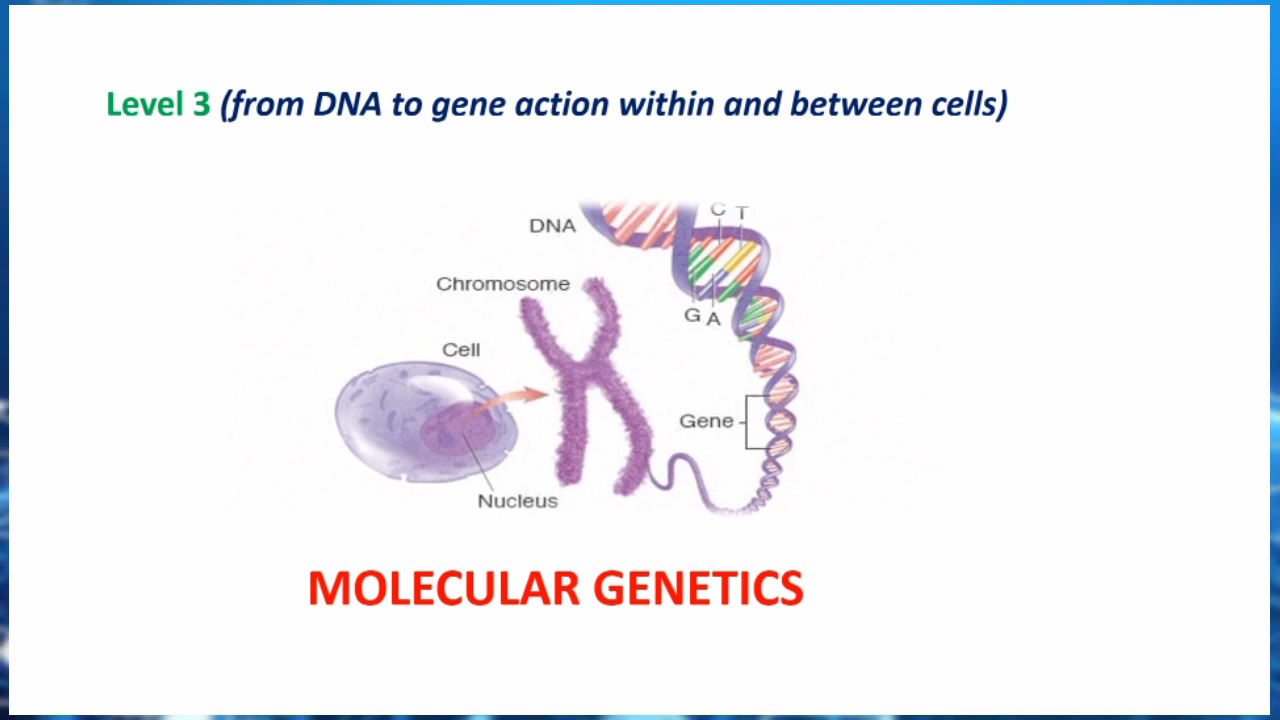 Level 3 (from DNA to gene action within and between cells)
C T
DNA
Chromosome
G A
Cell
Gene
Nucleus
MOLECULAR GENETICS